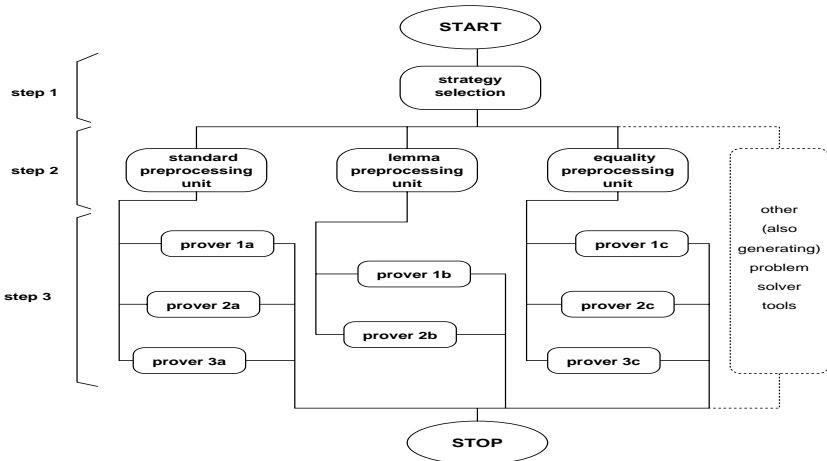 START
step 1
strategy
selection
step 2
standard
preprocessing
unit
lemma
preprocessing
unit
equality
preprocessing
unit
other
(also
generating)
problem
solver
tools
step 3
prover 1a
prover 2a
prover 3a
prover 1b
prover 2b
prover 1c
prover 2c
prover 3c
STOP